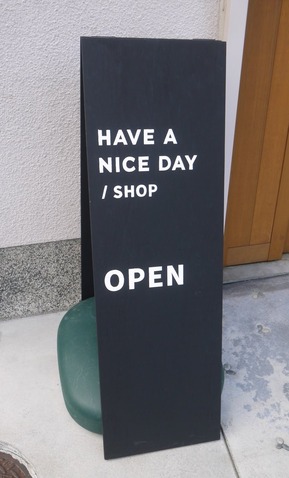 HAVE A
NICE DAY
/ SHOP
OPEN